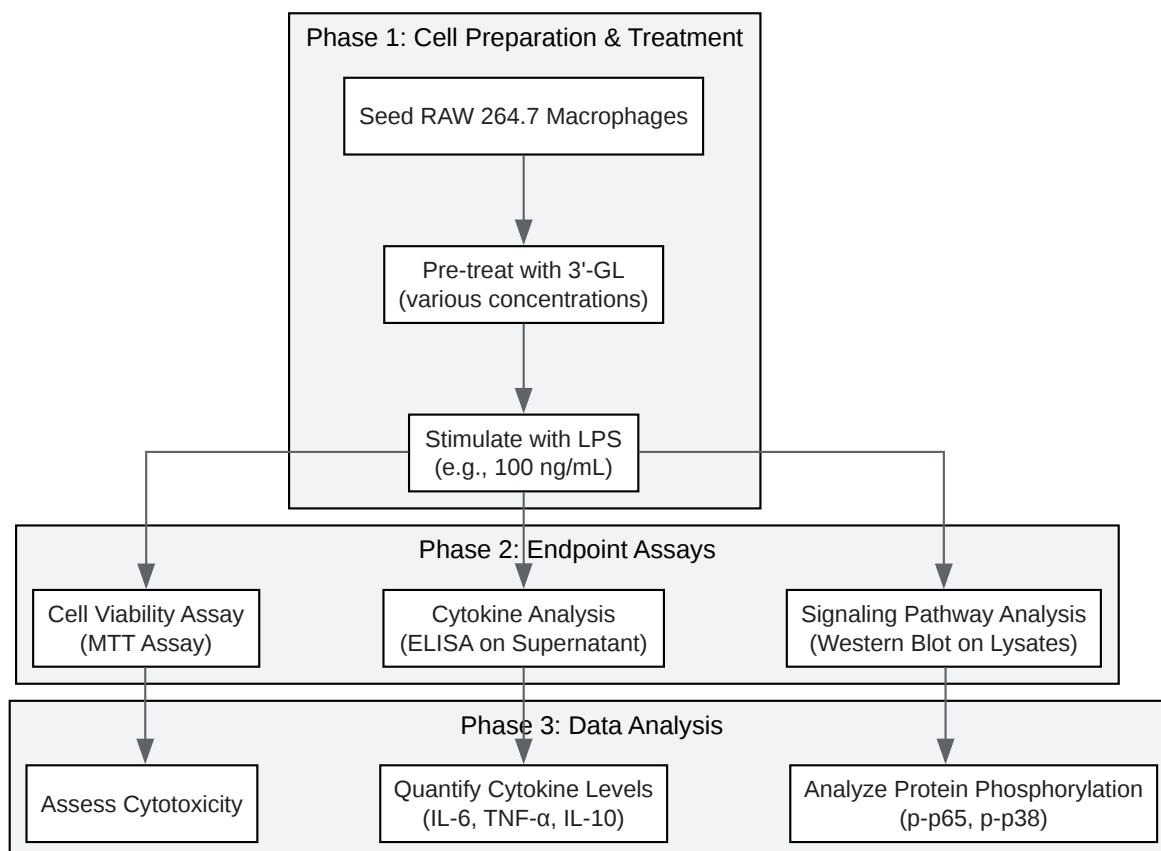 Phase 1: Cell Preparation & Treatment
Seed RAW 264.7 Macrophages
Pre-treat with 3'-GL
(various concentrations)
Stimulate with LPS
(e.g., 100 ng/mL)
Phase 2: Endpoint Assays
Cell Viability Assay
(MTT Assay)
Cytokine Analysis
(ELISA on Supernatant)
Signaling Pathway Analysis
(Western Blot on Lysates)
Phase 3: Data Analysis
Assess Cytotoxicity
Quantify Cytokine Levels
(IL-6, TNF-α, IL-10)
Analyze Protein Phosphorylation
(p-p65, p-p38)